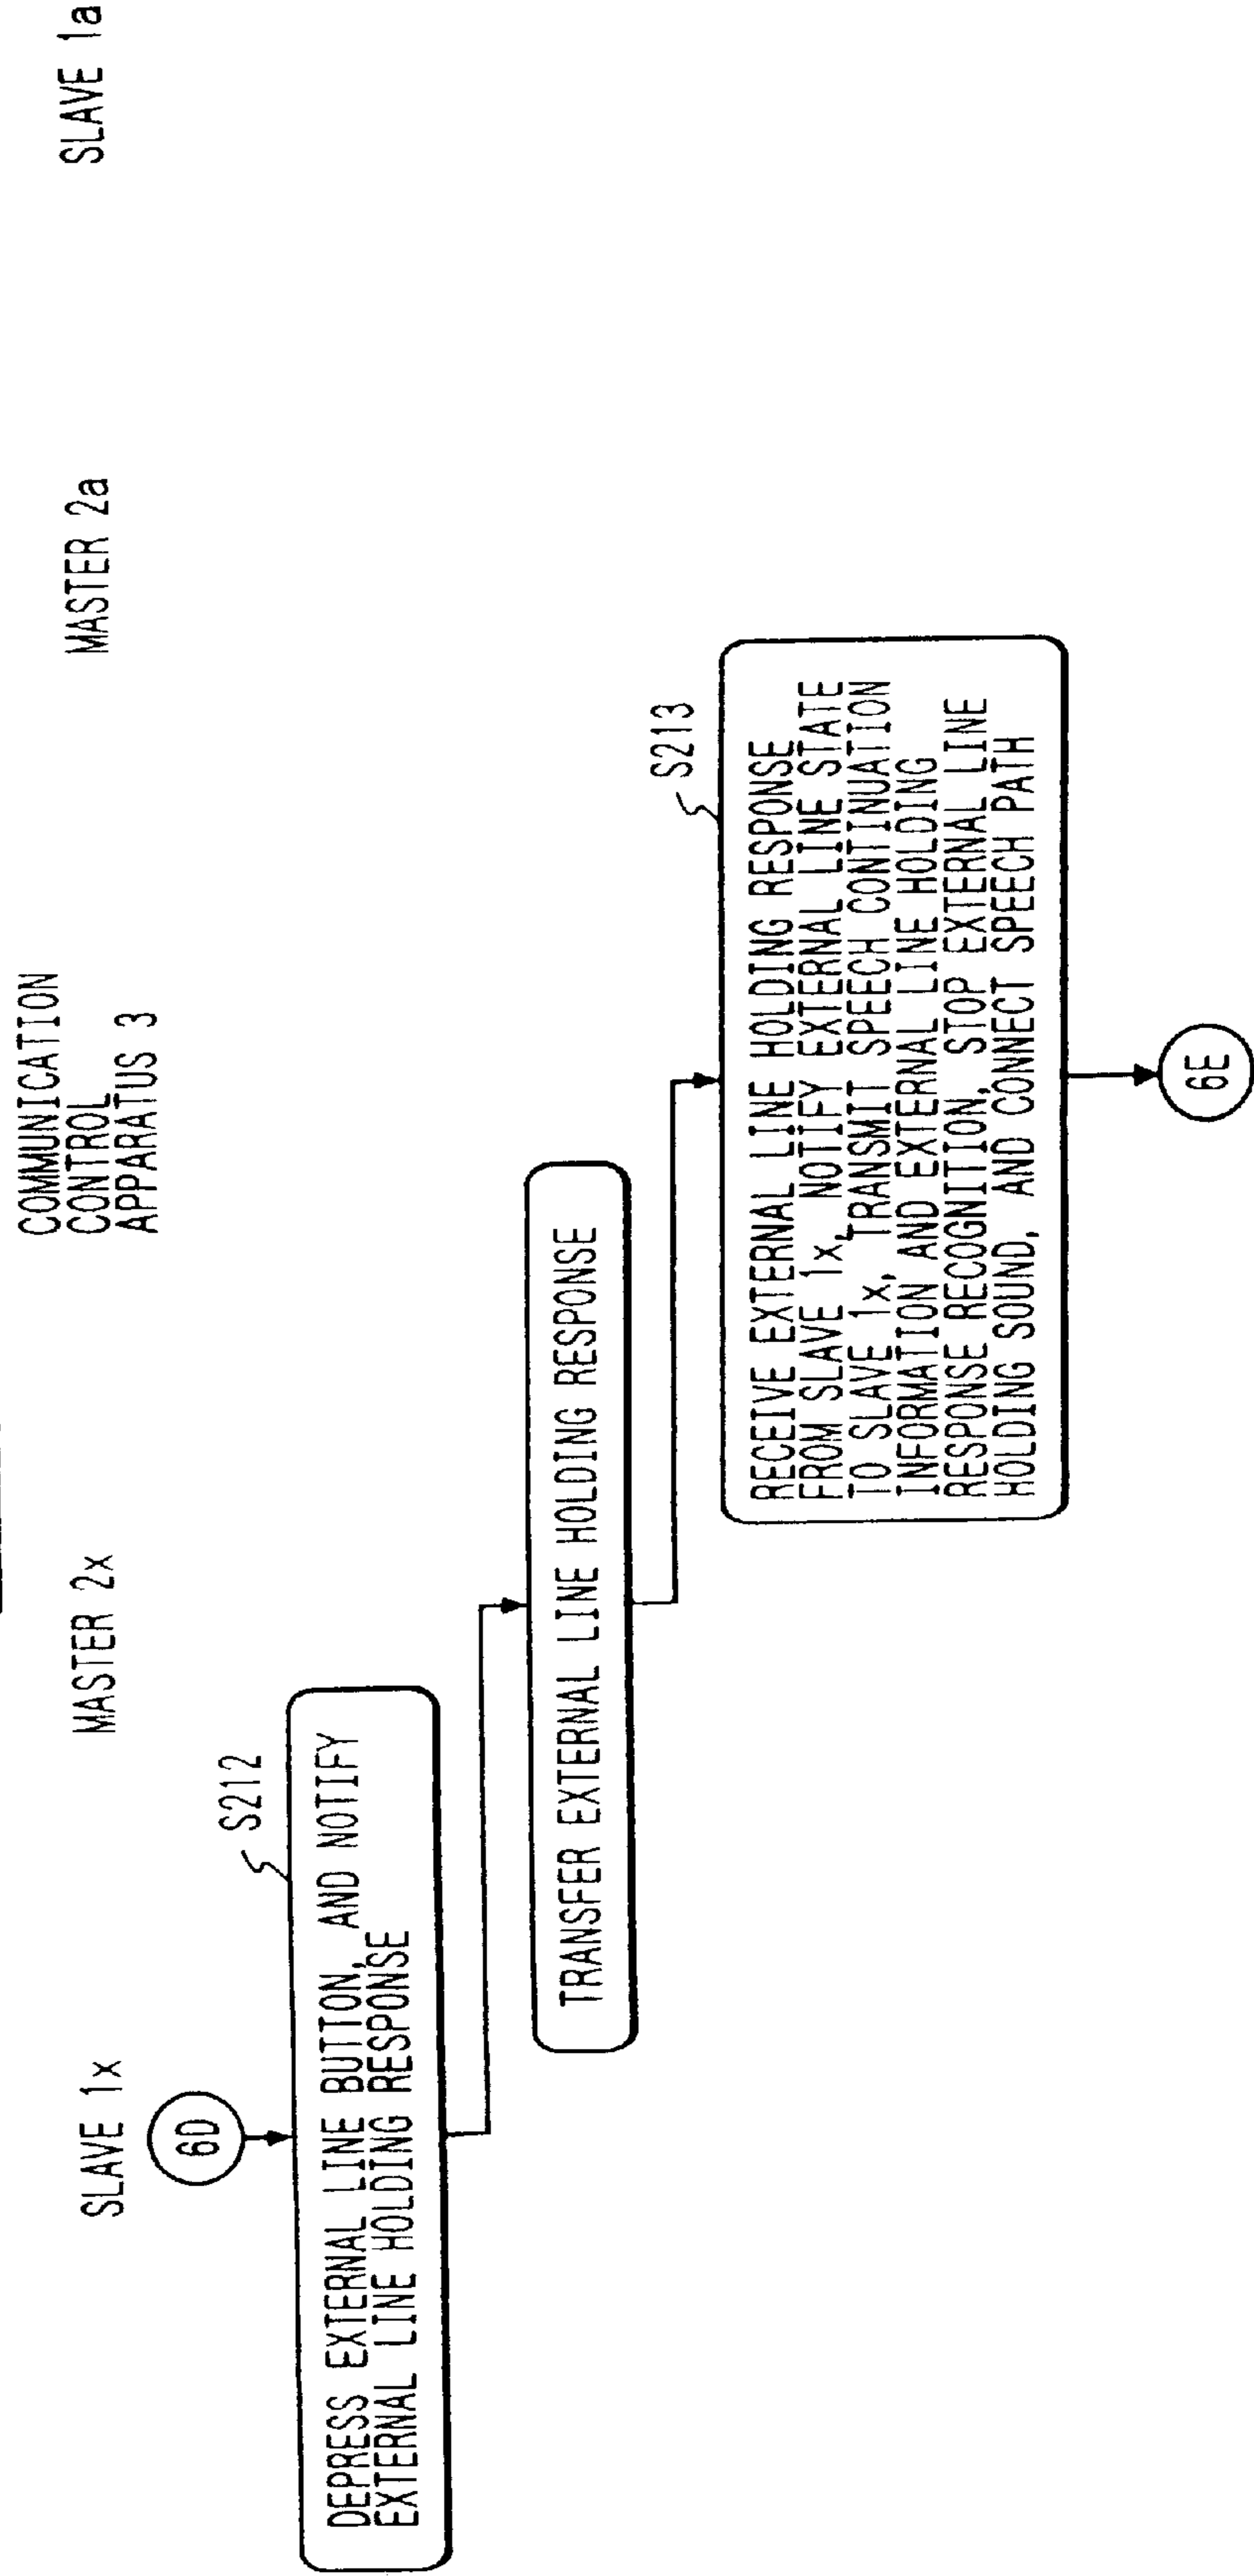 SLAVE 1x
MASTER 2x
COMMUNICATION
CONTROL
APPARATUS 3
MASTER 2a
SLAVE 1a
6D
S212
DEPRESS EXTERNAL LINE BUTTON, AND NOTIFY
EXTERNAL LINE HOLDING RESPONSE
TRANSFER EXTERNAL LINE HOLDING RESPONSE
S213
RECEIVE EXTERNAL LINE HOLDING RESPONSE
FROM SLAVE 1x, NOTIFY EXTERNAL LINE STATE
TO SLAVE 1x, TRANSMIT SPEECH CONTINUATION
INFORMATION AND EXTERNAL LINE HOLDING
RESPONSE RECOGNITION, STOP EXTERNAL LINE
HOLDING SOUND, AND CONNECT SPEECH PATH
6E